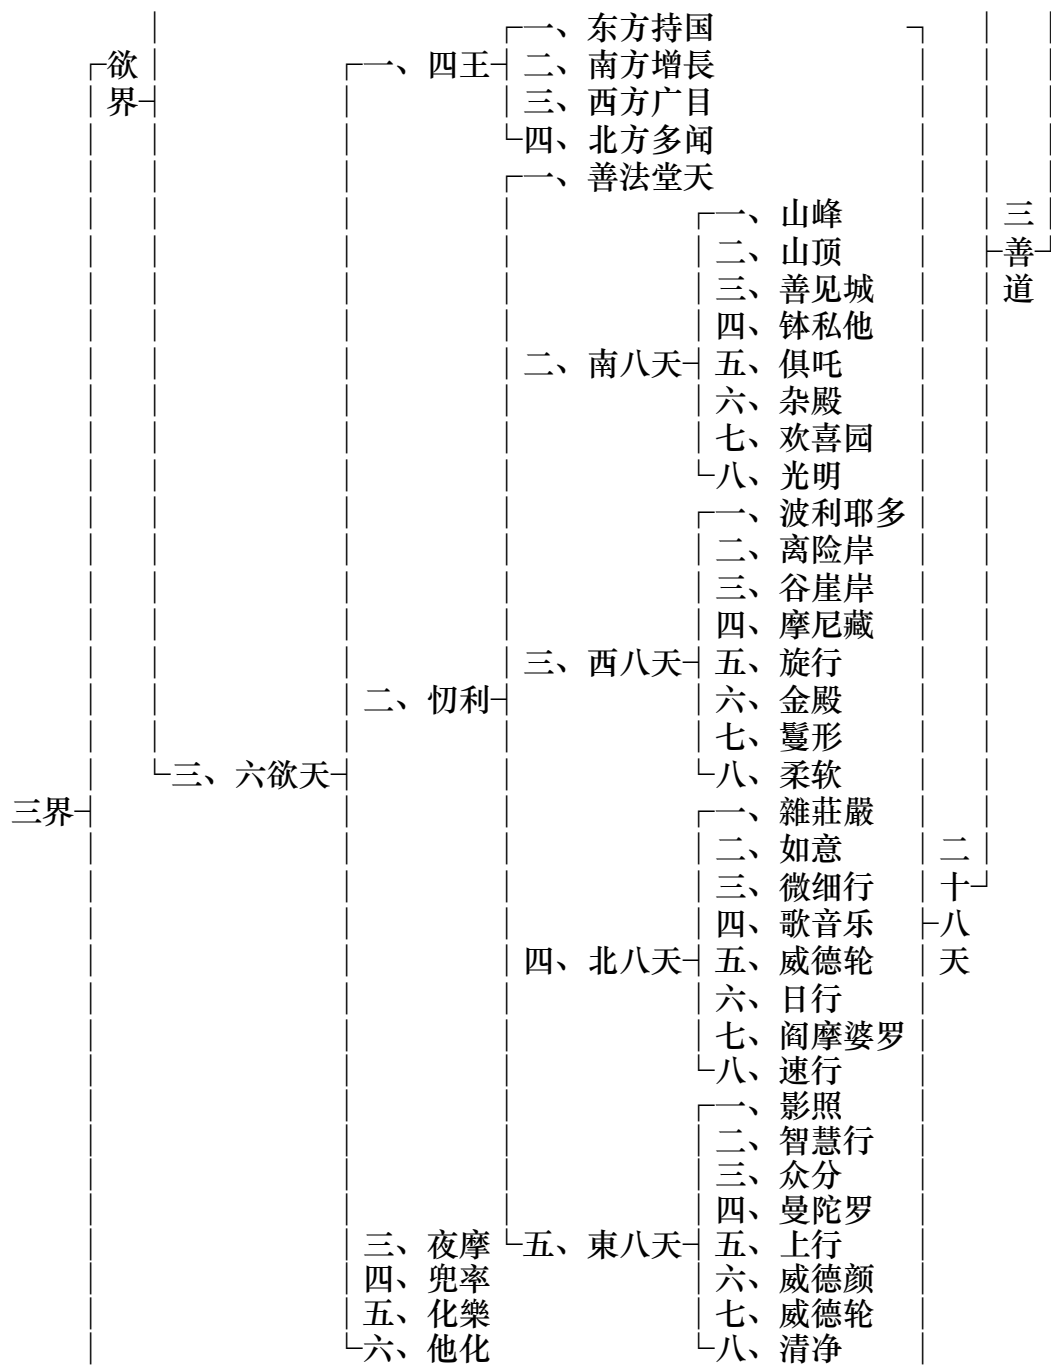 一、东方持国
欲 一、四王 二、南方增長
界 三、西方广目
四、北方多闻
一、善法堂天
一、山峰 三
二、山顶 善
三、善见城 道
四、钵私他
二、南八天 五、俱吒
六、杂殿
七、欢喜园
八、光明
一、波利耶多
二、离险岸
三、谷崖岸
四、摩尼藏
三、西八天 五、旋行
二、忉利 六、金殿
七、鬘形
三、六欲天 八、柔软
三界 一、雜莊嚴
二、如意 二
三、微细行 十
四、歌音乐 八
四、北八天 五、威德轮 天
六、日行
七、阎摩婆罗
八、速行
一、影照
二、智慧行
三、众分
四、曼陀罗
三、夜摩 五、東八天 五、上行
四、兜率 六、威德颜
五、化樂 七、威德轮
六、他化 八、清净